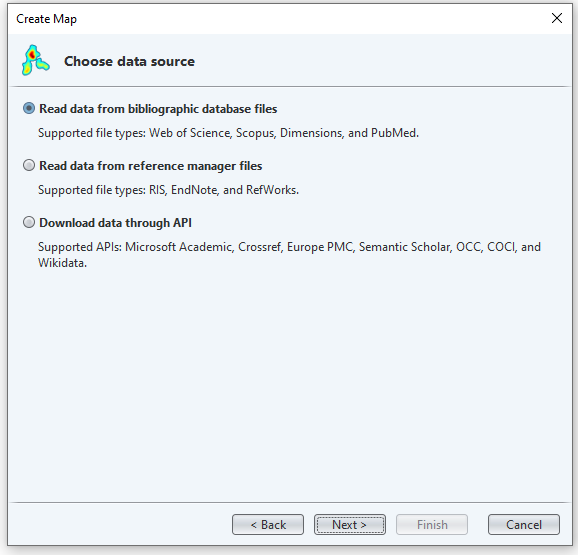 Create Map
Choose data source
Read data from bibliographic database files
Supported file types: Web of Science, Scopus, Dimensions, and PubMed.
Read data from reference manager files
Supported file types: RIS, EndNote, and RefWorks.
Download data through API
Supported APIs: Microsoft Academic, Crossref, Europe PMC, Semantic Scholar, OCC, COCI, and
Wikidata.
< Back
Next >
Finish
Cancel